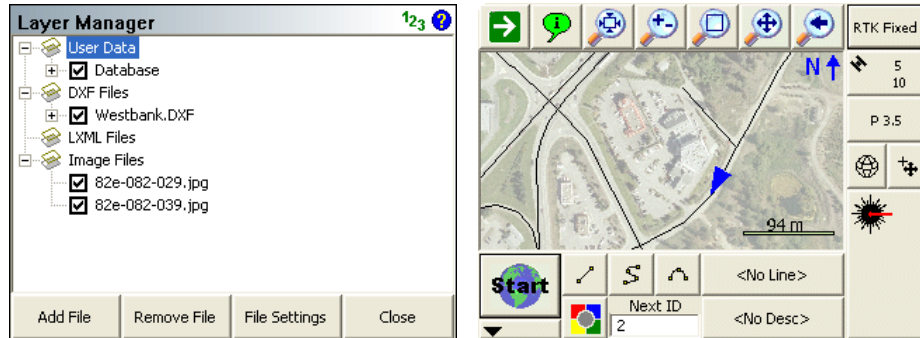 Layer Manager
123
?
User Data
Database
DXF Files
Westbank.DXF
LXML Files
Image Files
82e-082-029.jpg
82e-082-039.jpg
Add File
Remove File
File Settings
Close
i
N
94 m
RTK Fixed
5
10
P 3.5
Start
<No Line>
Next ID
2
<No Desc>